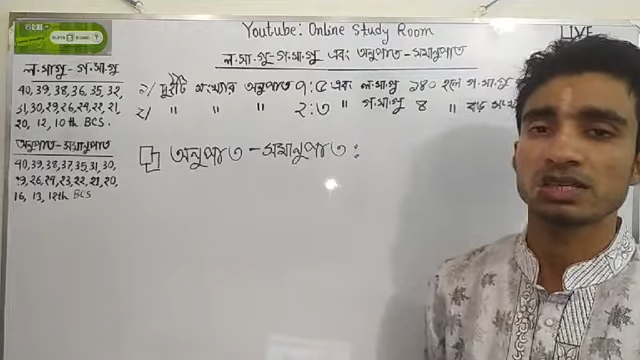 Youtube: Online Study Room
LIVE
ল.সা.গু-গ.সা.গু এবং অনুপাত-সমানুপাত
ল.সা.গু - গ.সা.গু
40, 39, 38, 36, 35, 32,
31, 30, 29, 26, 24, 22, 21,
20, 12, 10th BCS.
১/ দুইটি সংখ্যার অনুপাত ৭:৫ এবং ল.সা.গু ১৪০ হলে গ.সা.গু
২/ " " " ২:৩ " গ.সা.গু ৪ " বড় সংখ্যা
অনুপাত-সমানুপাত
40, 39, 38, 37, 35, 31, 30,
29, 26, 24, 23, 22, 21, 20,
16, 13, 12th BCS
অনুপাত - সমানুপাত: